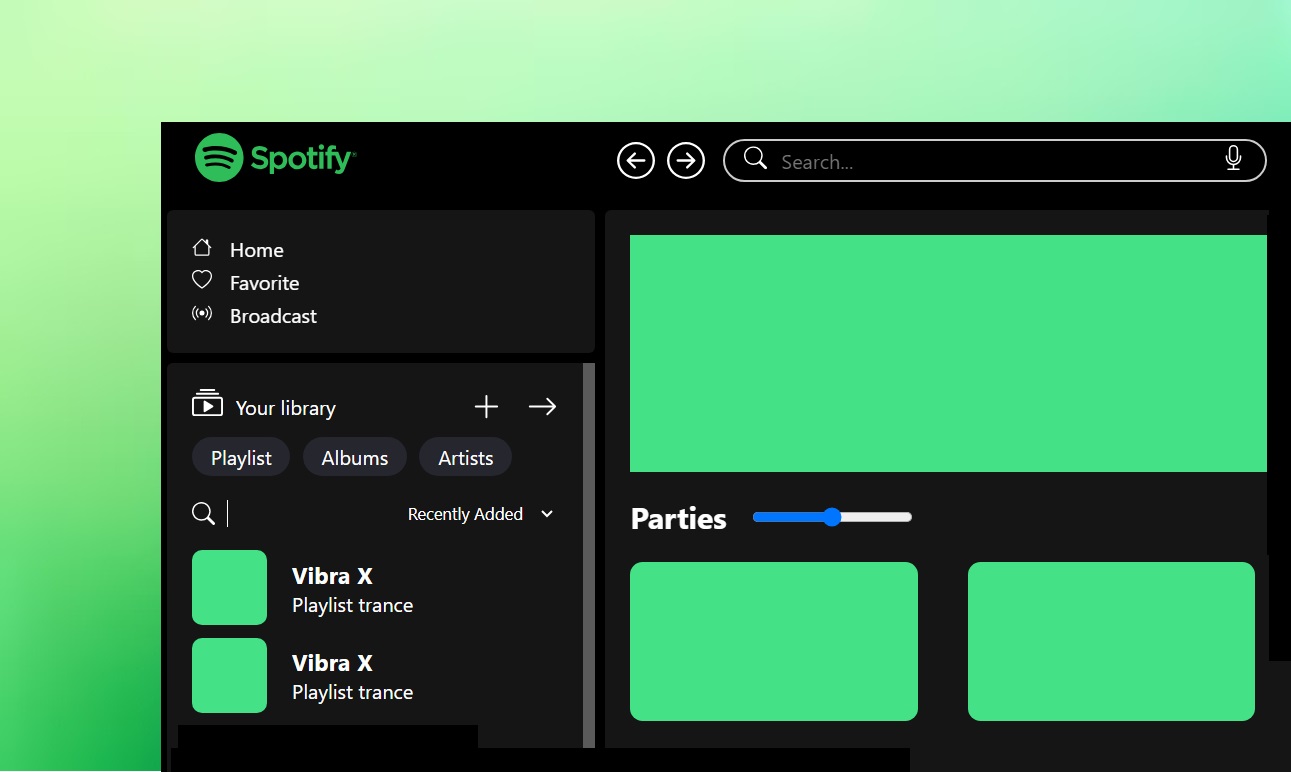 Spotify
Search...
Home
Favorite
Broadcast
Your library
Playlist Albums Artists
Recently Added
Vibra X
Playlist trance
Vibra X
Playlist trance
Parties